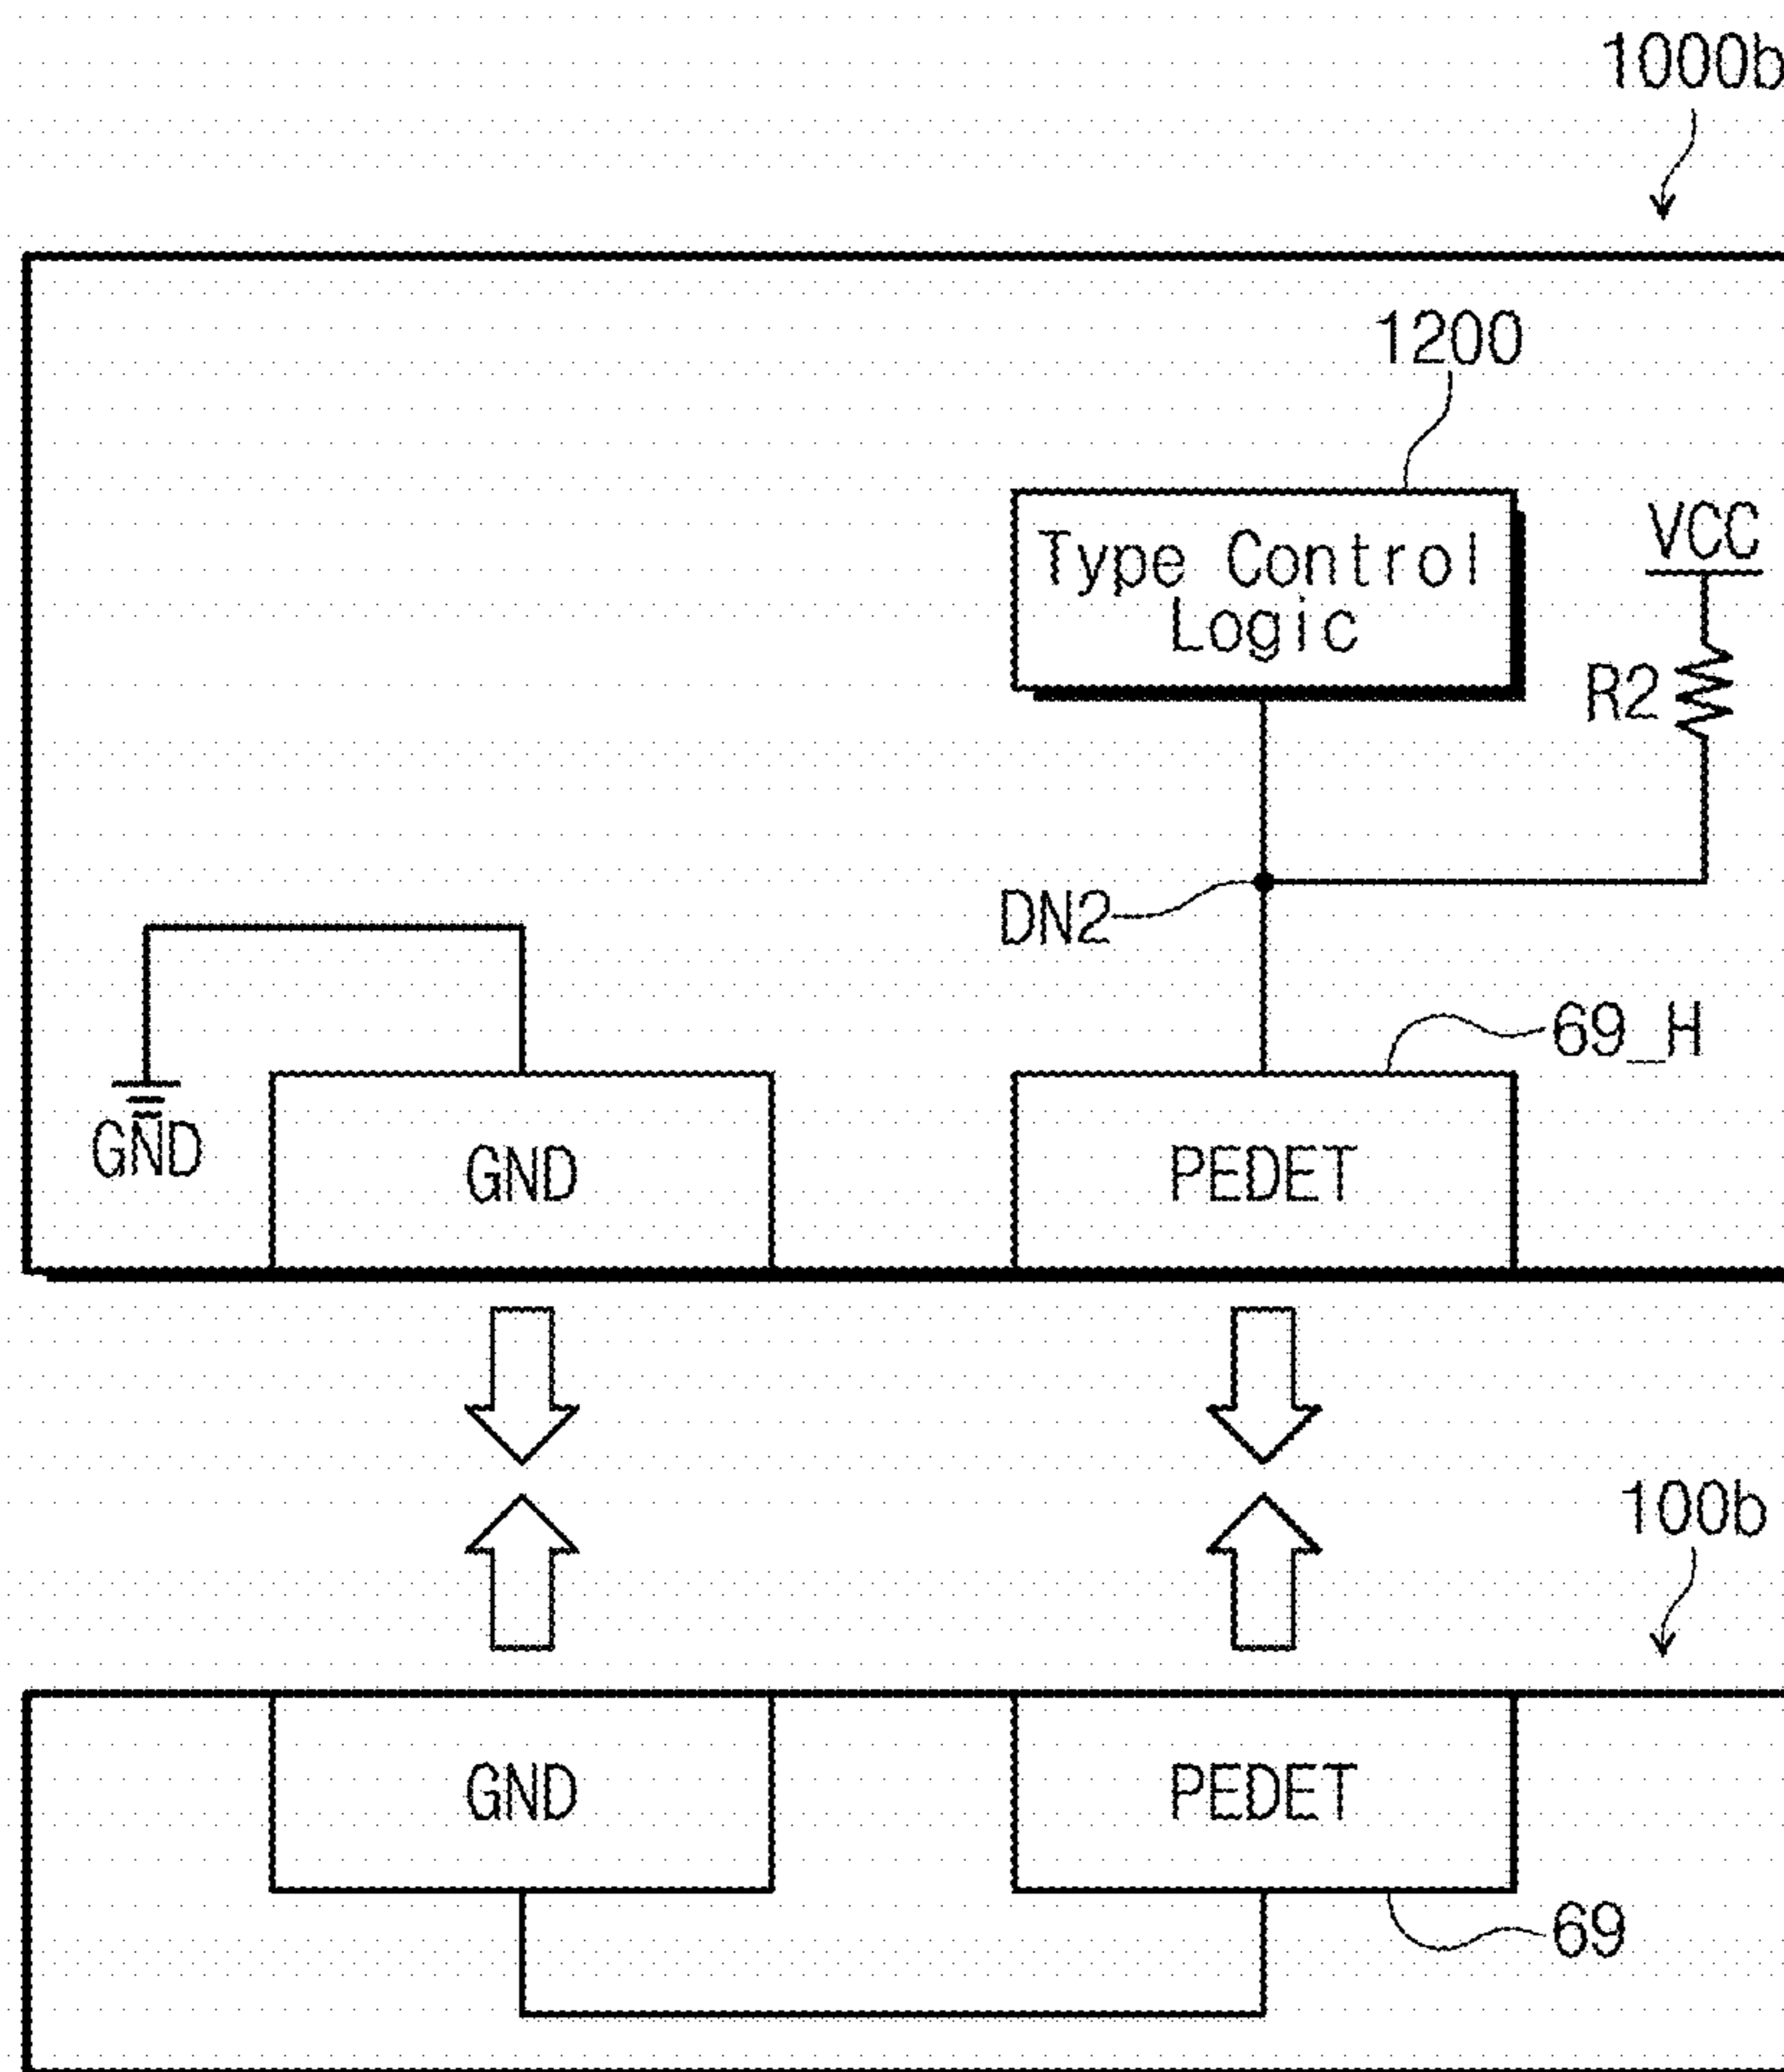 1000b
1200
Type Control
Logic
VCC
R2
DN2
69_H
GND
GND
PEDET
100b
GND
PEDET
69